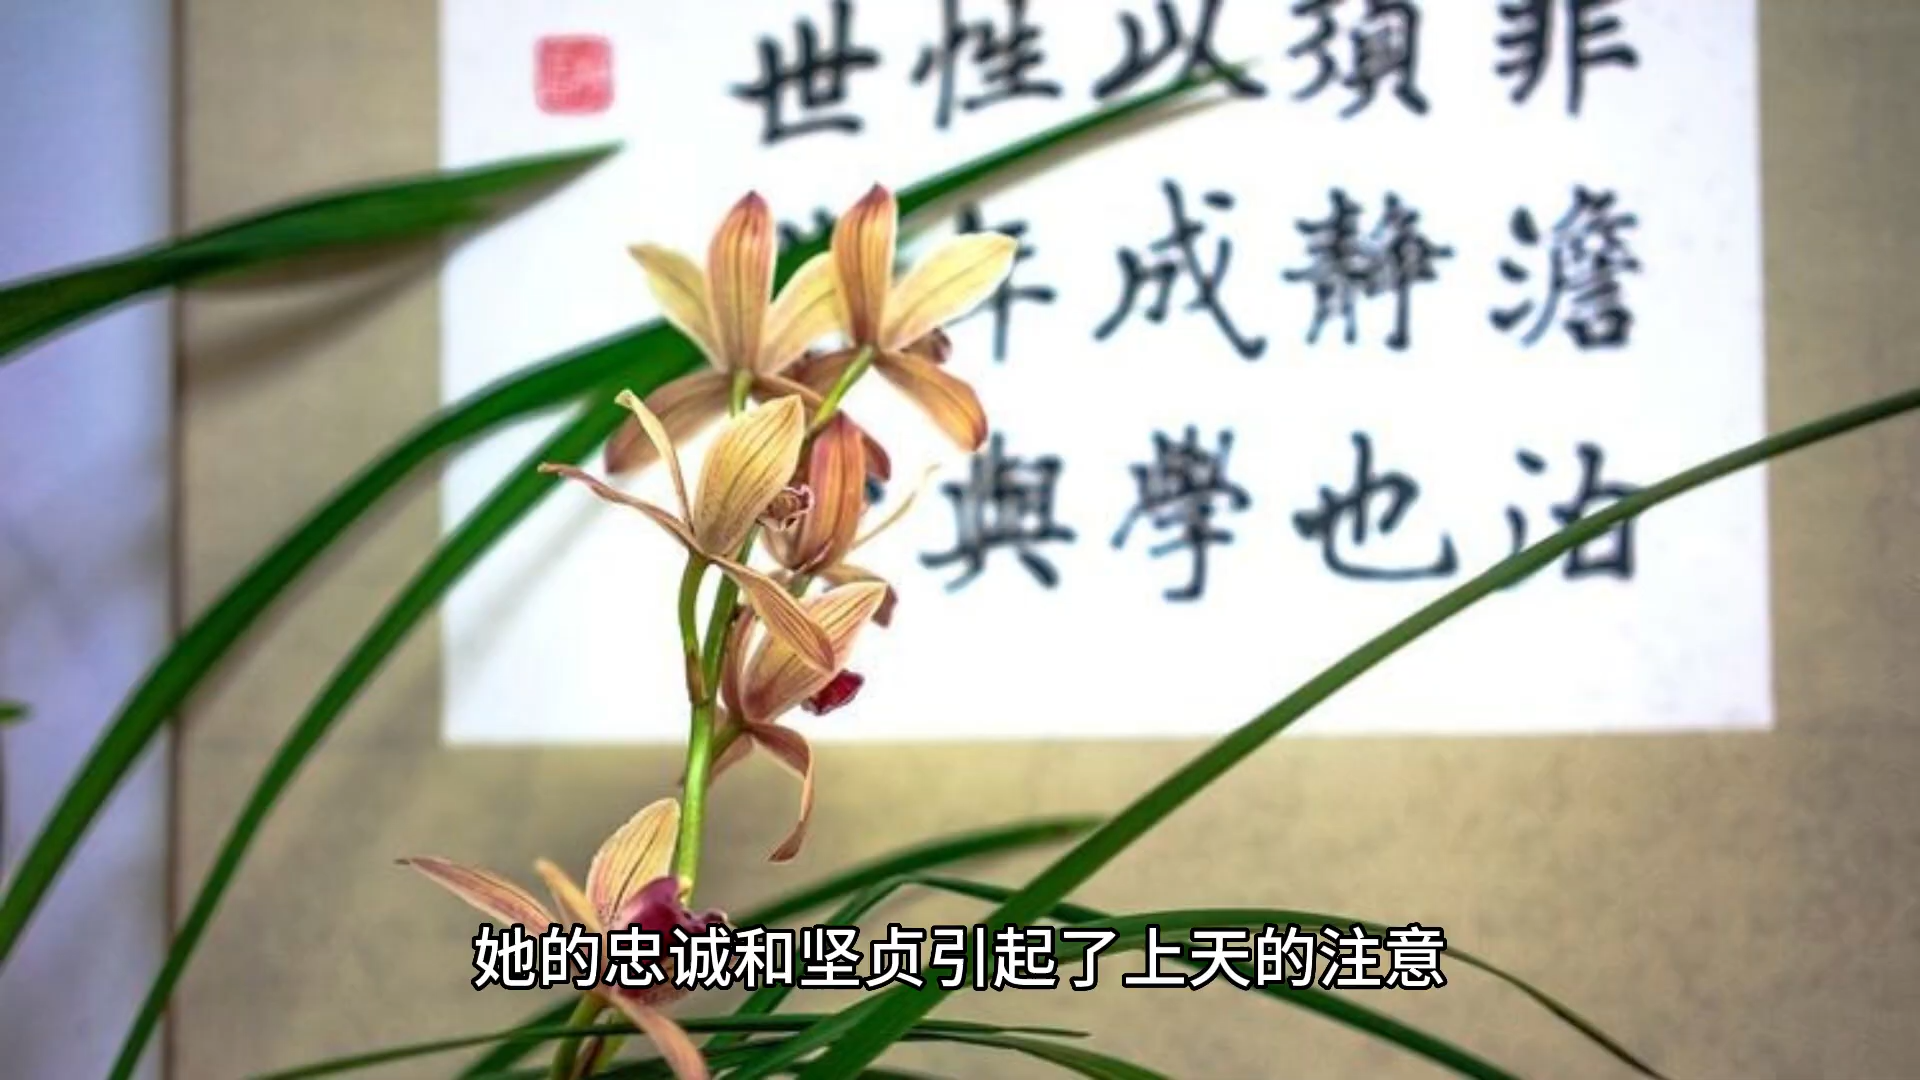 非澹
須靜也
以成學
性年與
世
她的忠诚和坚贞引起了上天的注意